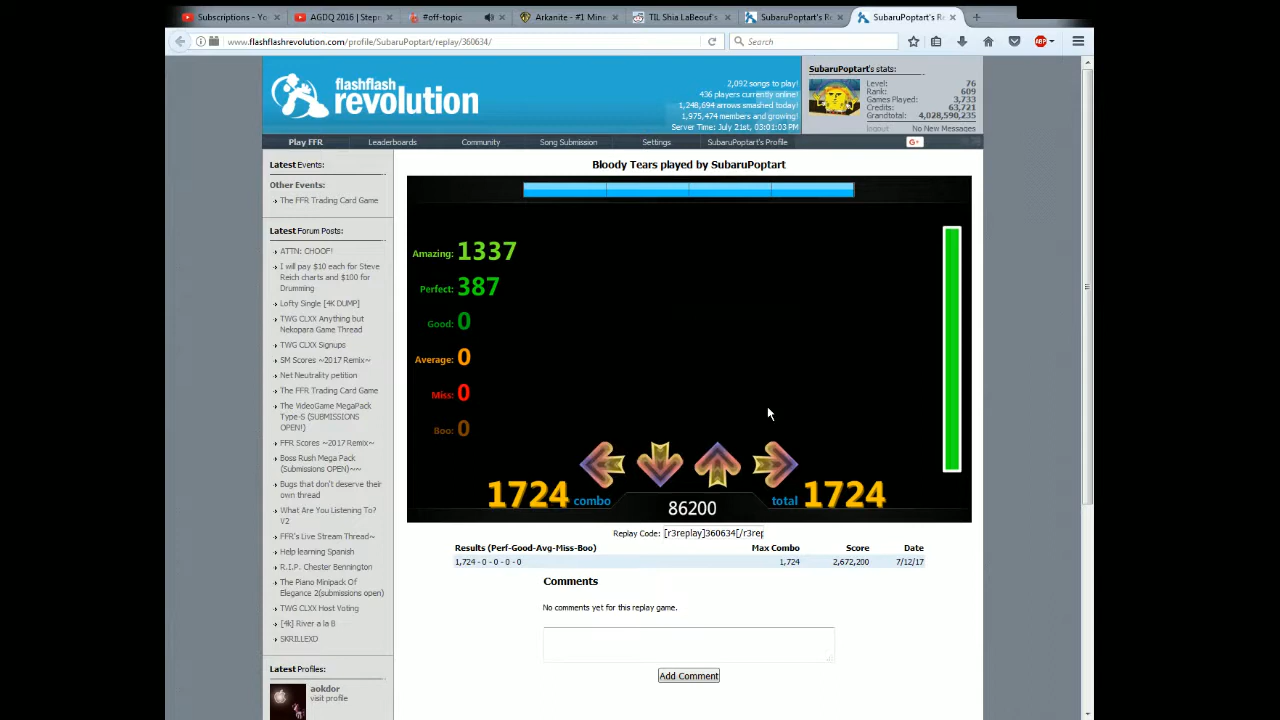 Subscriptions - Yo
AGDQ 2016 | Step
#off-topic
Arkanite - #1 Mine
TIL Shia LaBeouf's
SubaruPoptart's Re
SubaruPoptart's Re
www.flashflashrevolution.com/profile/SubaruPoptart/replay/360634/
Search
ABP
flashflash
revolution
2,092 songs to play!
436 players currently online!
1,248,694 arrows smashed today!
1,975,474 members and growing!
Server Time: July 21st, 03:01:03 PM
SubaruPoptart's stats:
Level: 76
Rank: 609
Games Played: 3,733
Credits: 63,721
Grandtotal: 4,028,590,235
logout
No New Messages
Play FFR
Leaderboards
Community
Song Submission
Settings
SubaruPoptart's Profile
G+
Latest Events:
Other Events:
The FFR Trading Card Game
Latest Forum Posts:
ATTN: CHOOF!
I will pay $10 each for Steve
Reich charts and $100 for
Drumming
Lofty Single [4K DUMP]
TWG CLXX Anything but
Nekopara Game Thread
TWG CLXX Signups
SM Scores ~2017 Remix~
Net Neutrality petition
The FFR Trading Card Game
The VideoGame MegaPack
Type-S (SUBMISSIONS
OPEN!)
FFR Scores ~2017 Remix~
Boss Rush Mega Pack
(Submissions OPEN)~~
Bugs that don't deserve their
own thread
What Are You Listening To?
V2
FFR's Live Stream Thread~
Help learning Spanish
R.I.P. Chester Bennington
The Piano Minipack Of
Elegance 2(submissions open)
TWG CLXX Host Voting
[4k] River a la B
SKRILLEXD
Latest Profiles:
aokdor
visit profile
Bloody Tears played by SubaruPoptart
Amazing: 1337
Perfect: 387
Good: 0
Average: 0
Miss: 0
Boo: 0
1724 combo
86200
total 1724
Replay Code: [r3replay]360634[/r3rep
Results (Perf-Good-Avg-Miss-Boo) Max Combo Score Date
1,724 - 0 - 0 - 0 - 0 1,724 2,672,200 7/12/17
Comments
No comments yet for this replay game.
Add Comment